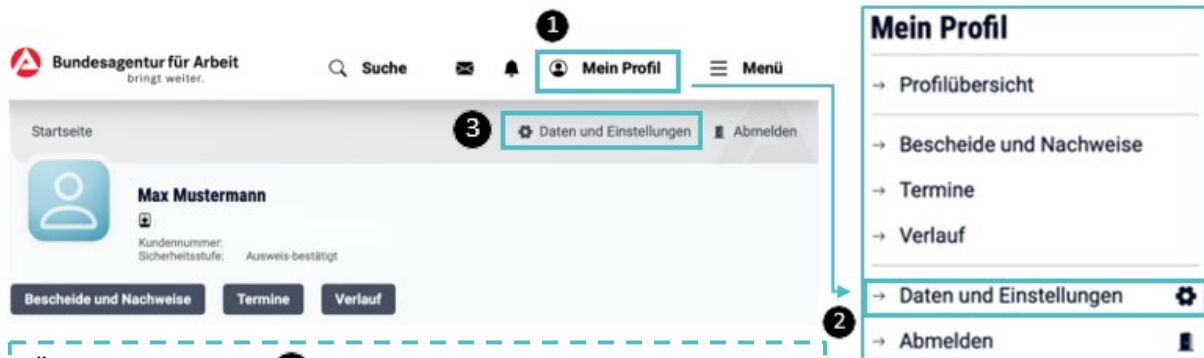 1
Bundesagentur für Arbeit
bringt weiter.
Suche
Mein Profil
Menü
Startseite
3
Daten und Einstellungen
Abmelden
Max Mustermann
Kundennummer:
Sicherheitsstufe: Ausweis-bestätigt
Bescheide und Nachweise Termine Verlauf
Mein Profil
→ Profilübersicht
→ Bescheide und Nachweise
→ Termine
→ Verlauf
→ Daten und Einstellungen
2
→ Abmelden